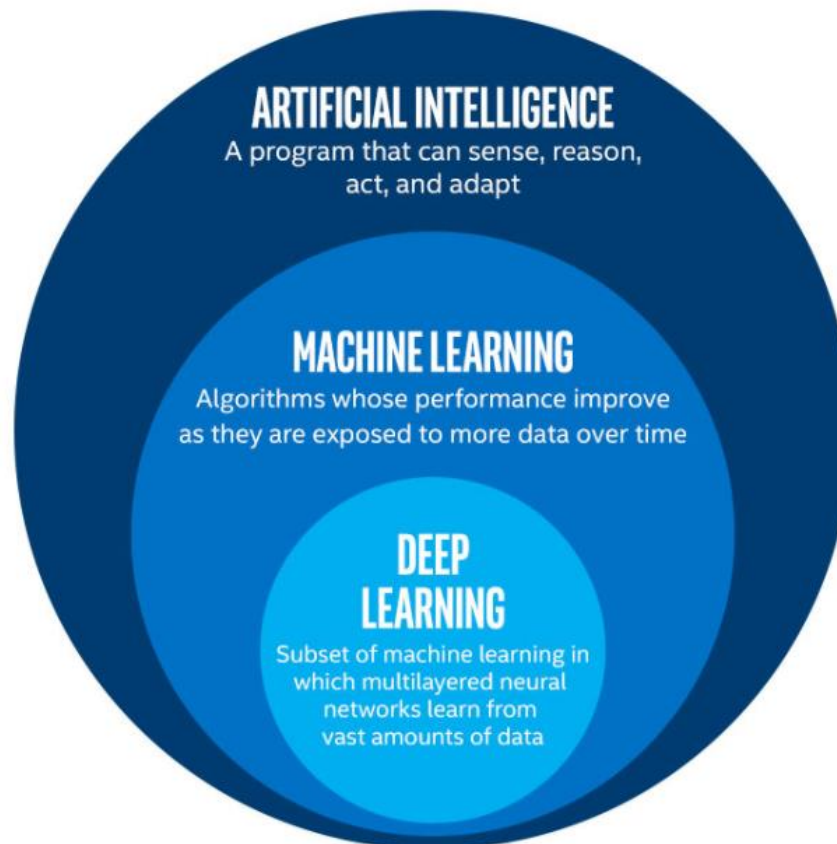 ARTIFICIAL INTELLIGENCE
A program that can sense, reason,
act, and adapt
MACHINE LEARNING
Algorithms whose performance improve
as they are exposed to more data over time
DEEP
LEARNING
Subset of machine learning in
which multilayered neural
networks learn from
vast amounts of data